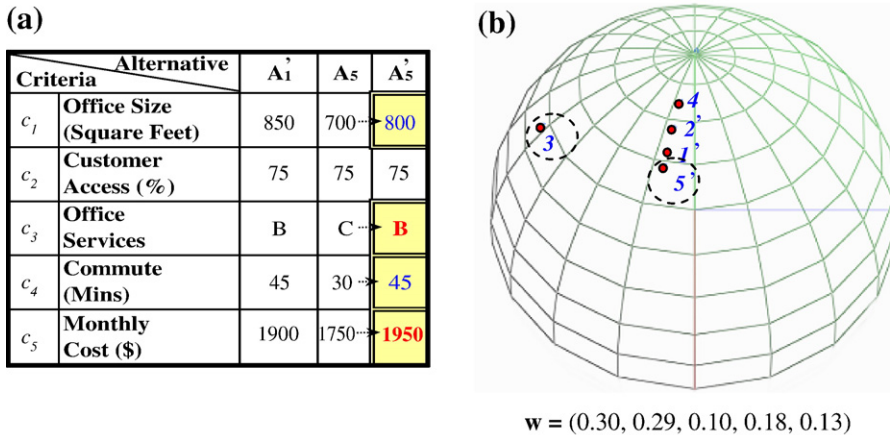 (a)
Alternative
Criteria
A₁’ A₅ A₅’
c₁ Office Size (Square Feet) 850 700 800
c₂ Customer Access (%) 75 75 75
c₃ Office Services B C B
c₄ Commute (Mins) 45 30 45
c₅ Monthly Cost ($) 1900 1750 1950
(b)
4
2’
3
1’
5’
w = (0.30, 0.29, 0.10, 0.18, 0.13)